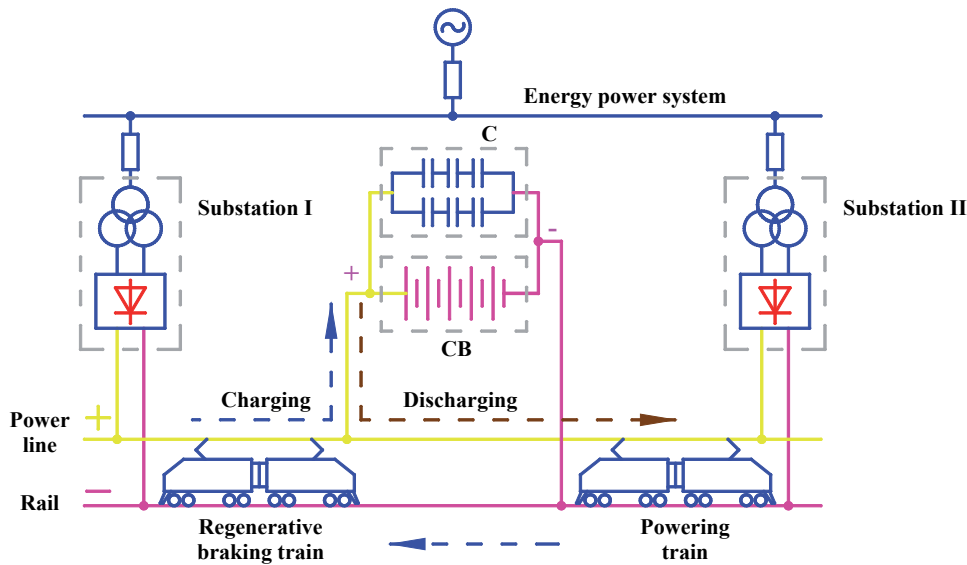 Energy power system
C
Substation I
Substation II
-
+
CB
Charging
Discharging
+
Power
line
-
Rail
Regenerative
braking train
Powering
train